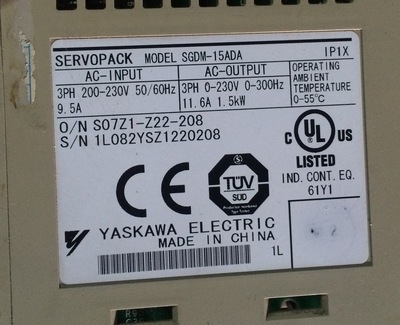 SERVOPACK MODEL SGDM-15ADA IP1X
AC-INPUT AC-OUTPUT OPERATING AMBIENT TEMPERATURE 0-55°C
3PH 200-230V 50/60Hz 3PH 0-230V 0-300Hz
9.5A 11.6A 1.5kW
O/N S07Z1-Z22-208
S/N 1L082YSZ1220208
C UL US
LISTED
IND. CONT. EQ.
61Y1
CE
TÜV
SÜD
YASKAWA ELECTRIC
MADE IN CHINA
1L